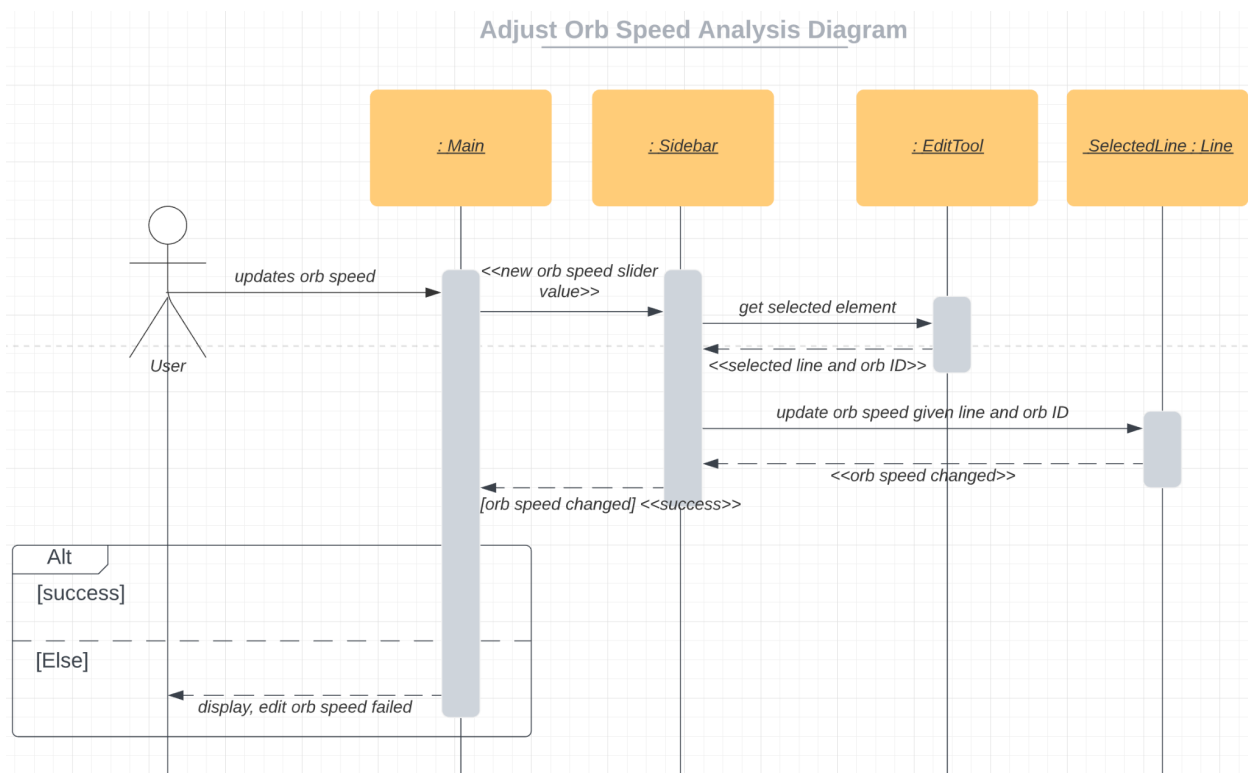 Adjust Orb Speed Analysis Diagram
: Main
: Sidebar
: EditTool
SelectedLine : Line
updates orb speed
<<new orb speed slider
value>>
get selected element
User
<<selected line and orb ID>>
update orb speed given line and orb ID
<<orb speed changed>>
[orb speed changed] <<success>>
Alt
[success]
[Else]
display, edit orb speed failed